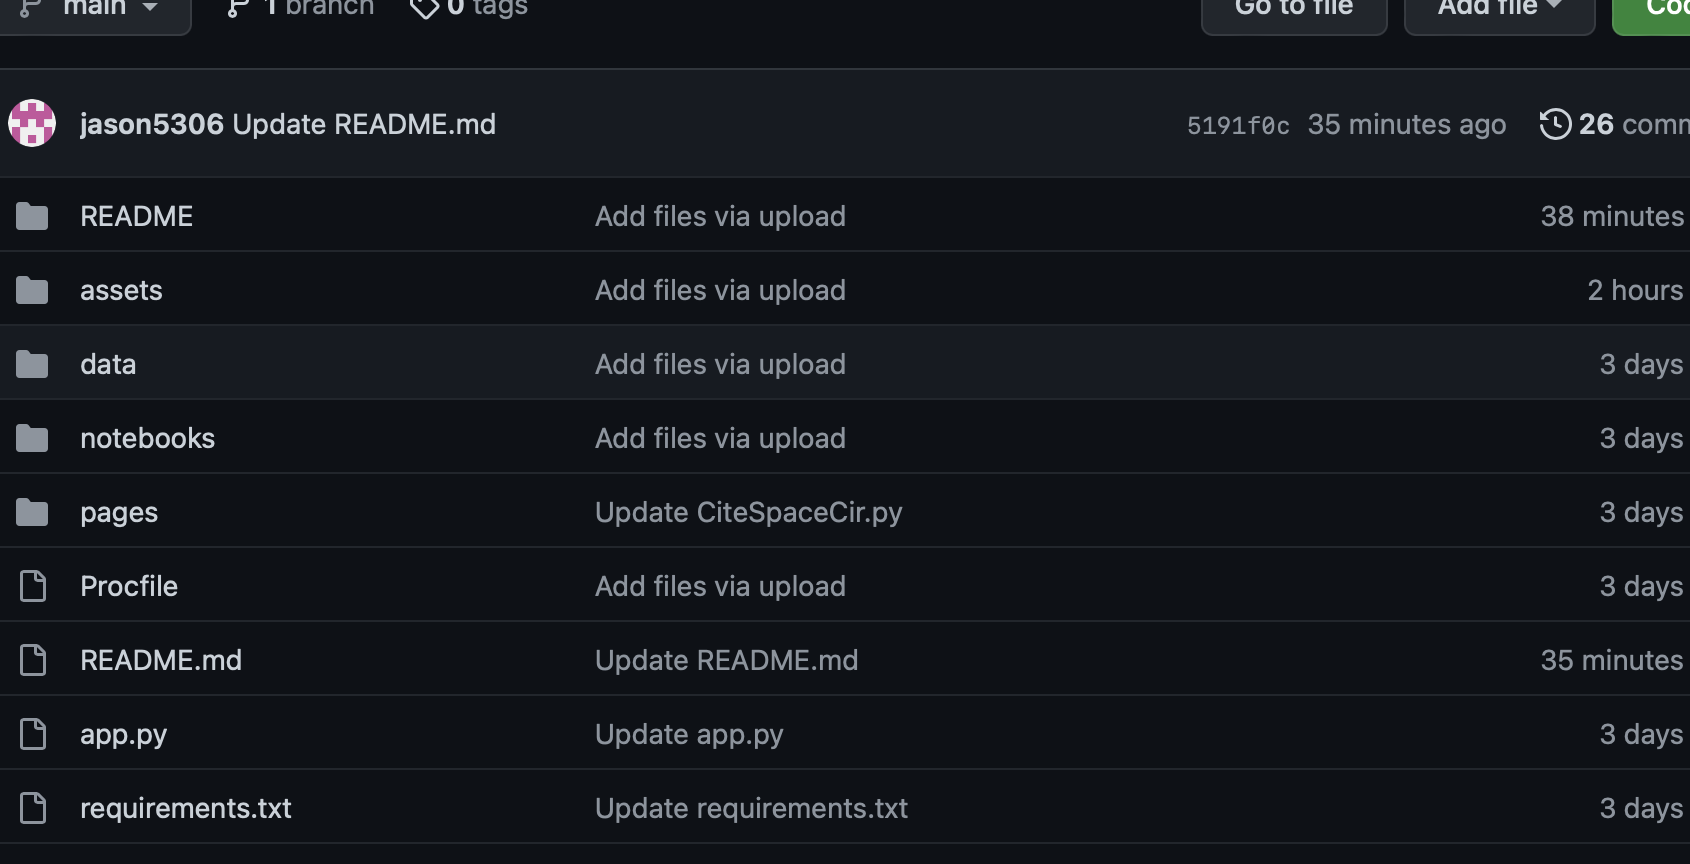 main 1 branch 0 tags Go to file Add file
jason5306 Update README.md 5191f0c 35 minutes ago 26
README Add files via upload 38 minutes
assets Add files via upload 2 hours
data Add files via upload 3 days
notebooks Add files via upload 3 days
pages Update CiteSpaceCir.py 3 days
Procfile Add files via upload 3 days
README.md Update README.md 35 minutes
app.py Update app.py 3 days
requirements.txt Update requirements.txt 3 days